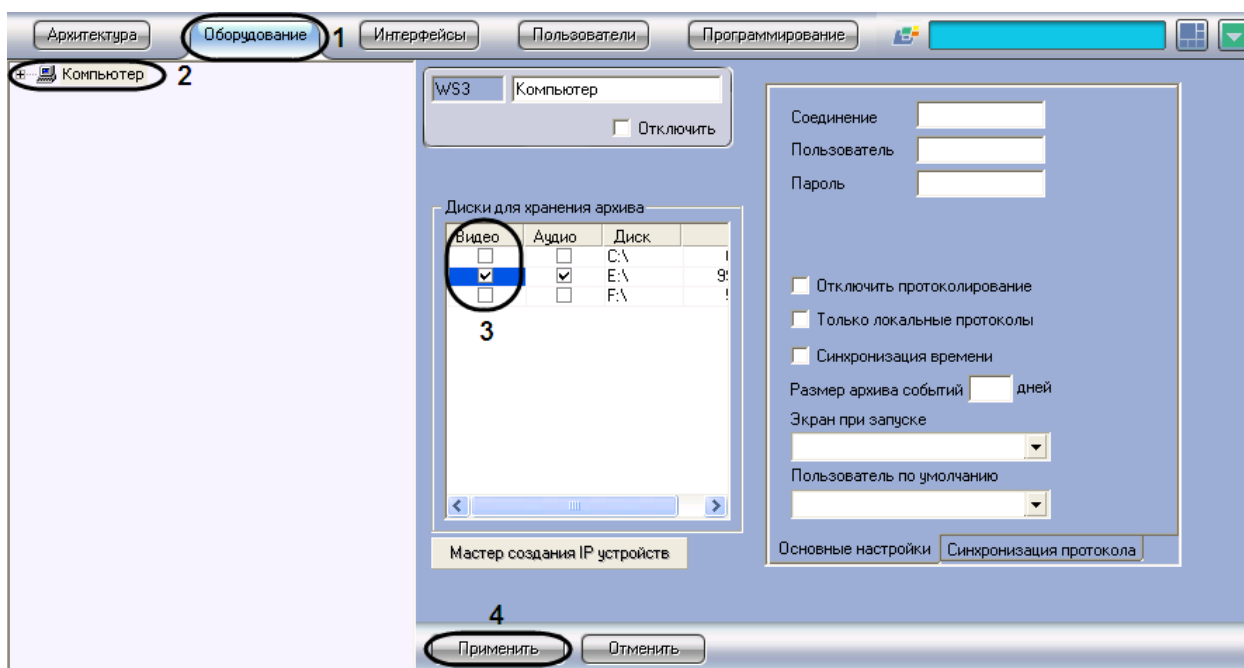 Архитектура Оборудование 1 Интерфейсы Пользователи Программирование
Компьютер 2
WS3 Компьютер
Отключить
Диски для хранения архива
Видео Аудио Диск
C:\
E:\
F:\
3
Мастер создания IP устройств
Соединение
Пользователь
Пароль
Отключить протоколирование
Только локальные протоколы
Синхронизация времени
Размер архива событий дней
Экран при запуске
Пользователь по умолчанию
Основные настройки Синхронизация протокола
4
Применить Отменить